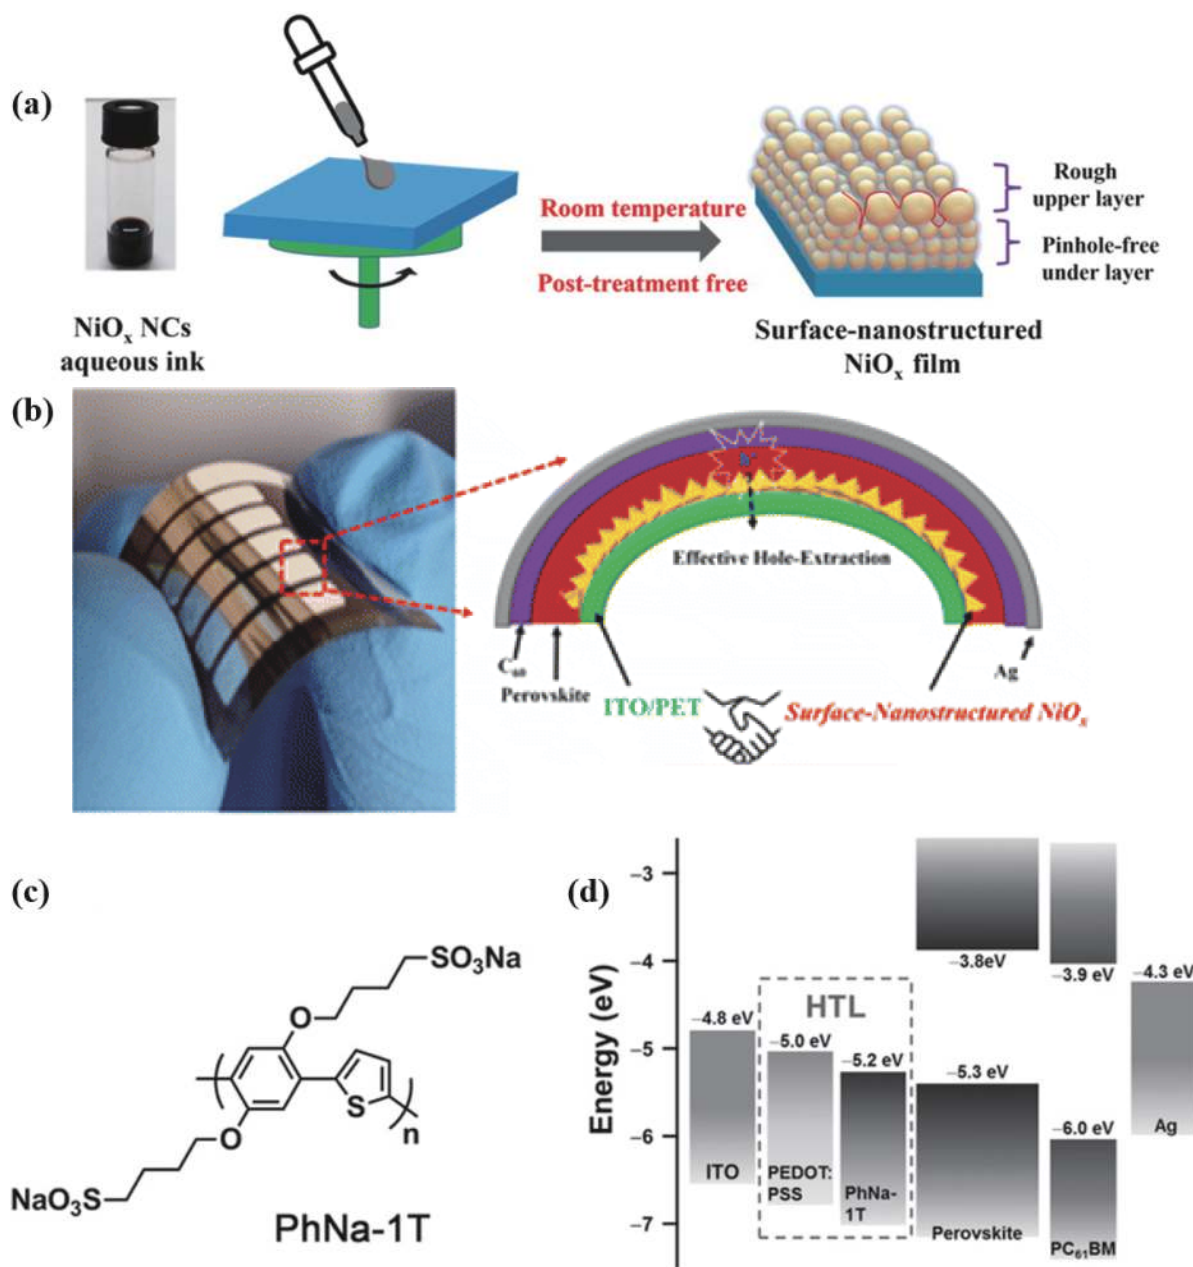 (a)
Room temperature
Post-treatment free
Rough
upper layer
Pinhole-free
under layer
NiOₓ NCs
aqueous ink
Surface-nanostructured
NiOₓ film
(b)
h⁺
Effective Hole-Extraction
C₆₀
Perovskite
ITO/PET
Surface-Nanostructured NiOₓ
Ag
(c)
SO₃Na
O
S
n
O
NaO₃S
PhNa-1T
(d)
Energy (eV)
−3
−4
−5
−6
−7
HTL
−4.8 eV
ITO
−5.0 eV
PEDOT:
PSS
−5.2 eV
PhNa-
1T
−3.8eV
−5.3 eV
Perovskite
−3.9 eV
−6.0 eV
PC₆₁BM
−4.3 eV
Ag